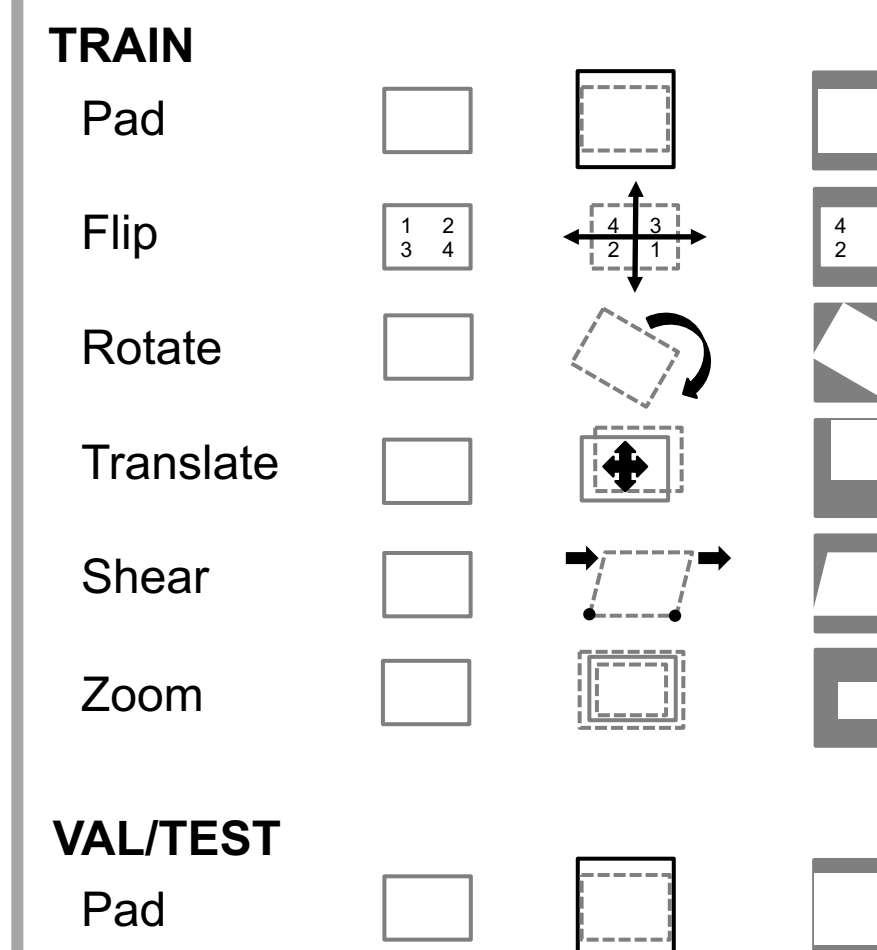 TRAIN
Pad
Flip
1 2
3 4
4 3
2 1
4
2
Rotate
Translate
Shear
Zoom
VAL/TEST
Pad